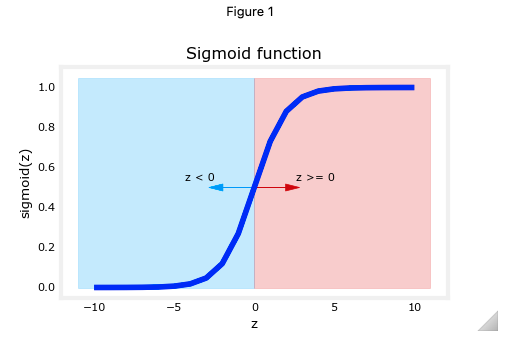 Figure 1
Sigmoid function
sigmoid(z)
1.0
0.8
0.6
0.4
0.2
0.0
z < 0
z >= 0
−10
−5
0
5
10
z